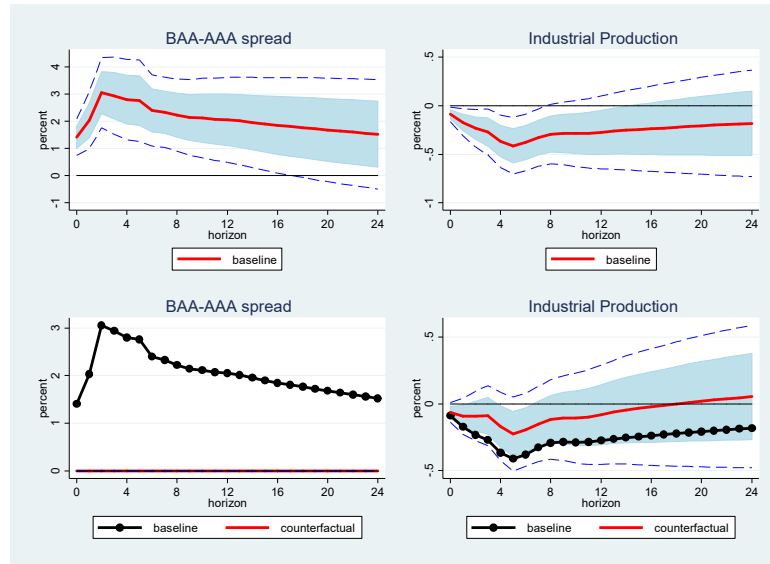 BAA-AAA spread
percent
4
3
2
1
0
-1
0 4 8 12 16 20 24
horizon
baseline
Industrial Production
percent
.5
0
-.5
-1
0 4 8 12 16 20 24
horizon
baseline
BAA-AAA spread
percent
3
2
1
0
0 4 8 12 16 20 24
horizon
baseline counterfactual
Industrial Production
percent
.5
0
-.5
0 4 8 12 16 20 24
horizon
baseline counterfactual